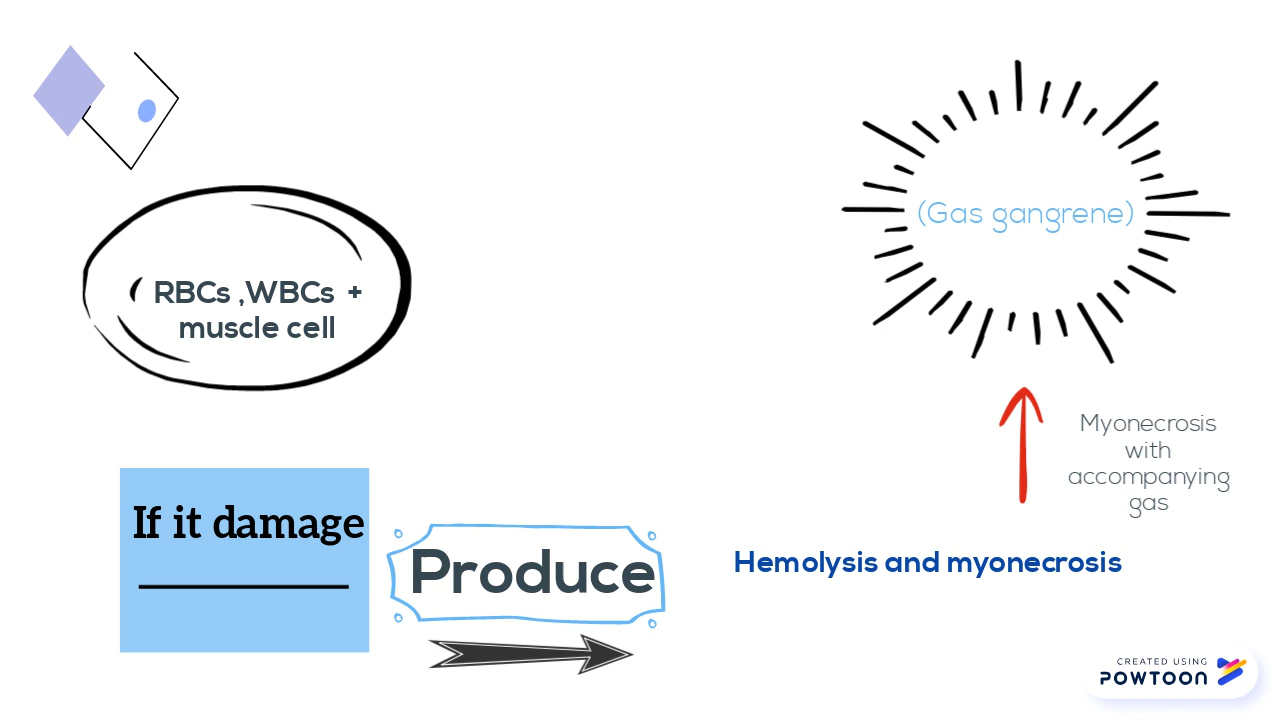 RBCs ,WBCs +
muscle cell
If it damage
Produce
Hemolysis and myonecrosis
(Gas gangrene)
Myonecrosis
with
accompanying
gas
CREATED USING
POWTOON